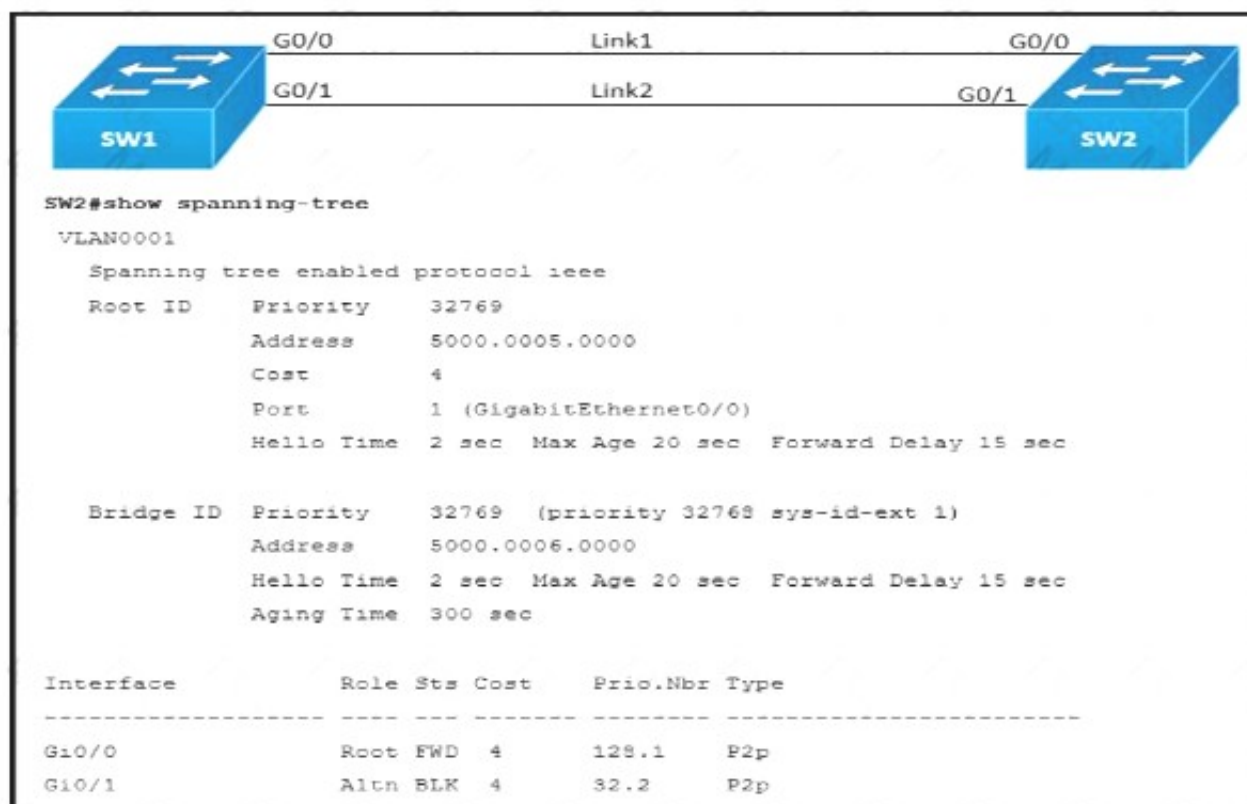 G0/0 Link1 G0/0
G0/1 Link2 G0/1
SW1 SW2
SW2#show spanning-tree
VLAN0001
Spanning tree enabled protocol ieee
Root ID Priority 32769
Address 5000.0005.0000
Cost 4
Port 1 (GigabitEthernet0/0)
Hello Time 2 sec Max Age 20 sec Forward Delay 15 sec
Bridge ID Priority 32769 (priority 32768 sys-id-ext 1)
Address 5000.0006.0000
Hello Time 2 sec Max Age 20 sec Forward Delay 15 sec
Aging Time 300 sec
Interface Role Sts Cost Prio.Nbr Type
------------------- ---- --- ------- -------- ------------------------
Gi0/0 Root FWD 4 128.1 P2p
Gi0/1 Altn BLK 4 32.2 P2p